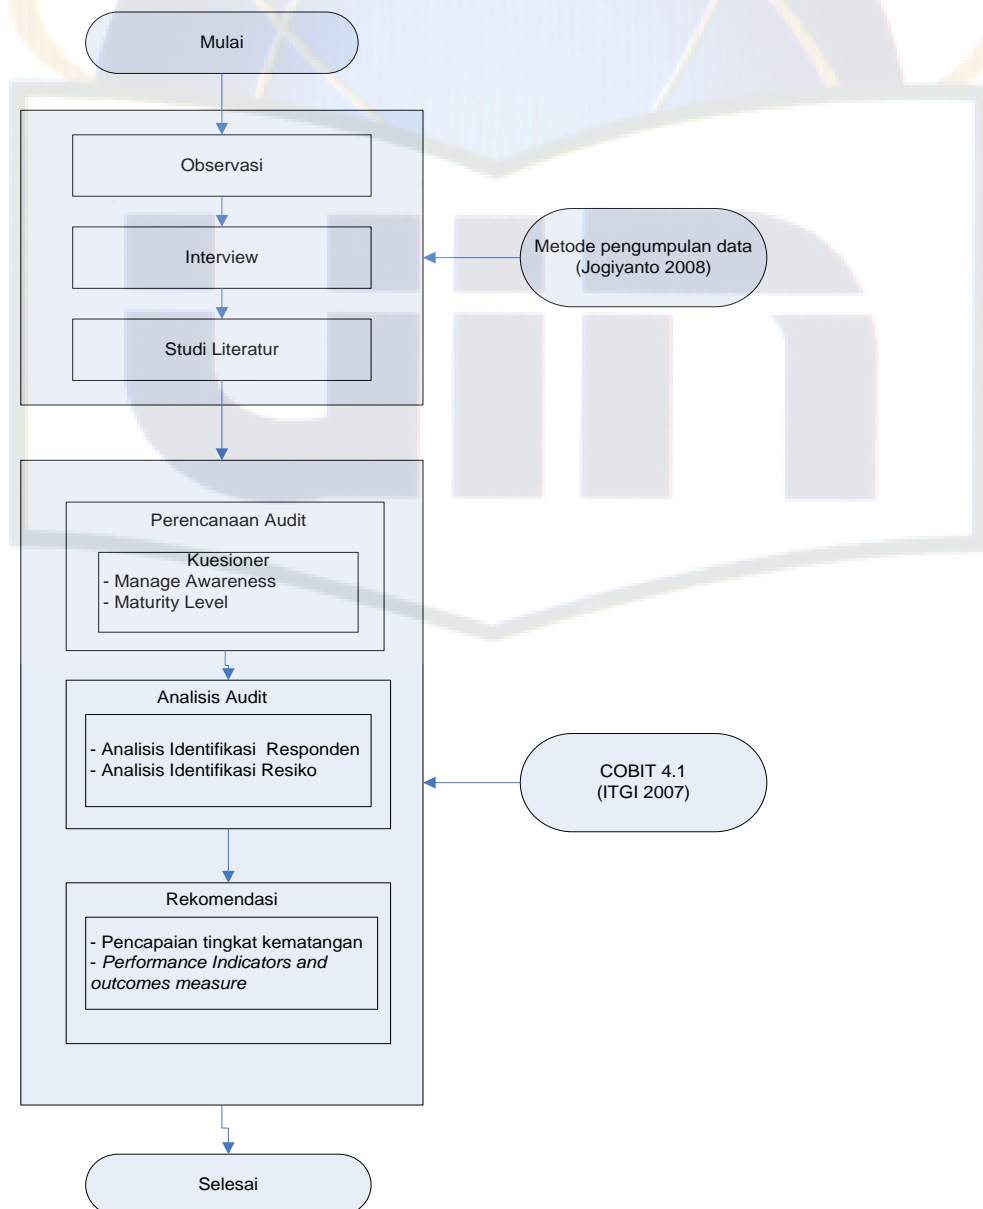 Mulai
Observasi
Interview
Metode pengumpulan data
(Jogiyanto 2008)
Studi Literatur
Perencanaan Audit
Kuesioner
- Manage Awareness
- Maturity Level
Analisis Audit
- Analisis Identifikasi Responden
- Analisis Identifikasi Resiko
COBIT 4.1
(ITGI 2007)
Rekomendasi
- Pencapaian tingkat kematangan
- Performance Indicators and
outcomes measure
Selesai
uin